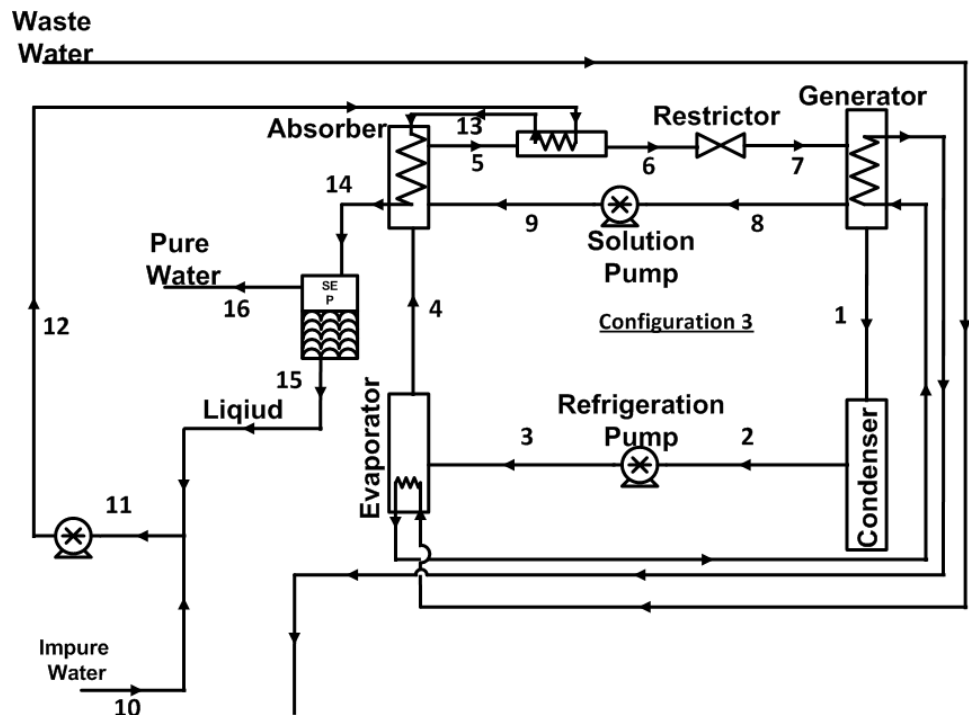 Waste
Water
Generator
Absorber
13
Restrictor
5
6
7
14
9
8
Solution
Pump
Pure
Water
SE
P
16
12
4
Configuration 3
1
15
Liqiud
Refrigeration
Pump
3
2
Evaporator
Condenser
11
Impure
Water
10